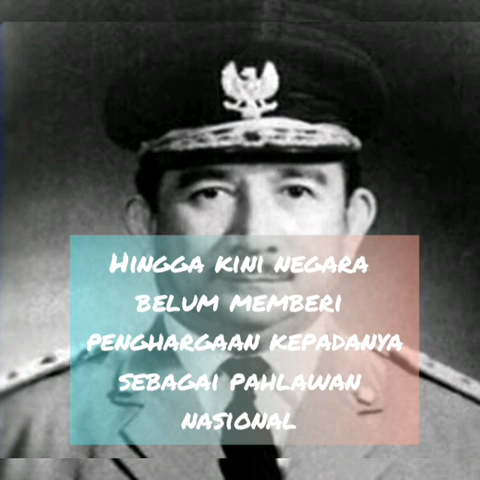 Hingga kini negara
belum memberi
penghargaan kepadanya
sebagai pahlawan
nasional